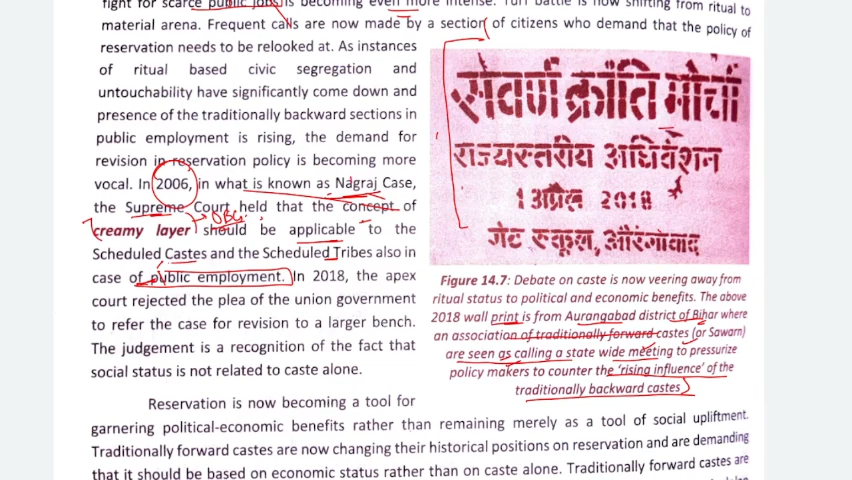 fight for scarce public jobs is becoming even more intense. Turf battle is now shifting from ritual to
material arena. Frequent calls are now made by a section of citizens who demand that the policy of
reservation needs to be relooked at. As instances
of ritual based civic segregation and
untouchability have significantly come down and
presence of the traditionally backward sections in
public employment is rising, the demand for
revision in reservation policy is becoming more
vocal. In 2006, in what is known as Nagraj Case,
the Supreme Court held that the concept of
OBC
creamy layer should be applicable to the
Scheduled Castes and the Scheduled Tribes also in
case of public employment. In 2018, the apex
court rejected the plea of the union government
to refer the case for revision to a larger bench.
The judgement is a recognition of the fact that
social status is not related to caste alone.
सवर्ण क्रांति मोर्चा
राज्यस्तरीय अधिवेशन
1 अप्रैल 2018
गेट स्कूल, औरंगाबाद
Figure 14.7: Debate on caste is now veering away from
ritual status to political and economic benefits. The above
2018 wall print is from Aurangabad district of Bihar where
an association of traditionally forward castes (or Sawarn)
are seen as calling a state wide meeting to pressurize
policy makers to counter the 'rising influence' of the
traditionally backward castes
Reservation is now becoming a tool for
garnering political-economic benefits rather than remaining merely as a tool of social upliftment.
Traditionally forward castes are now changing their historical positions on reservation and are demanding
that it should be based on economic status rather than on caste alone. Traditionally forward castes are